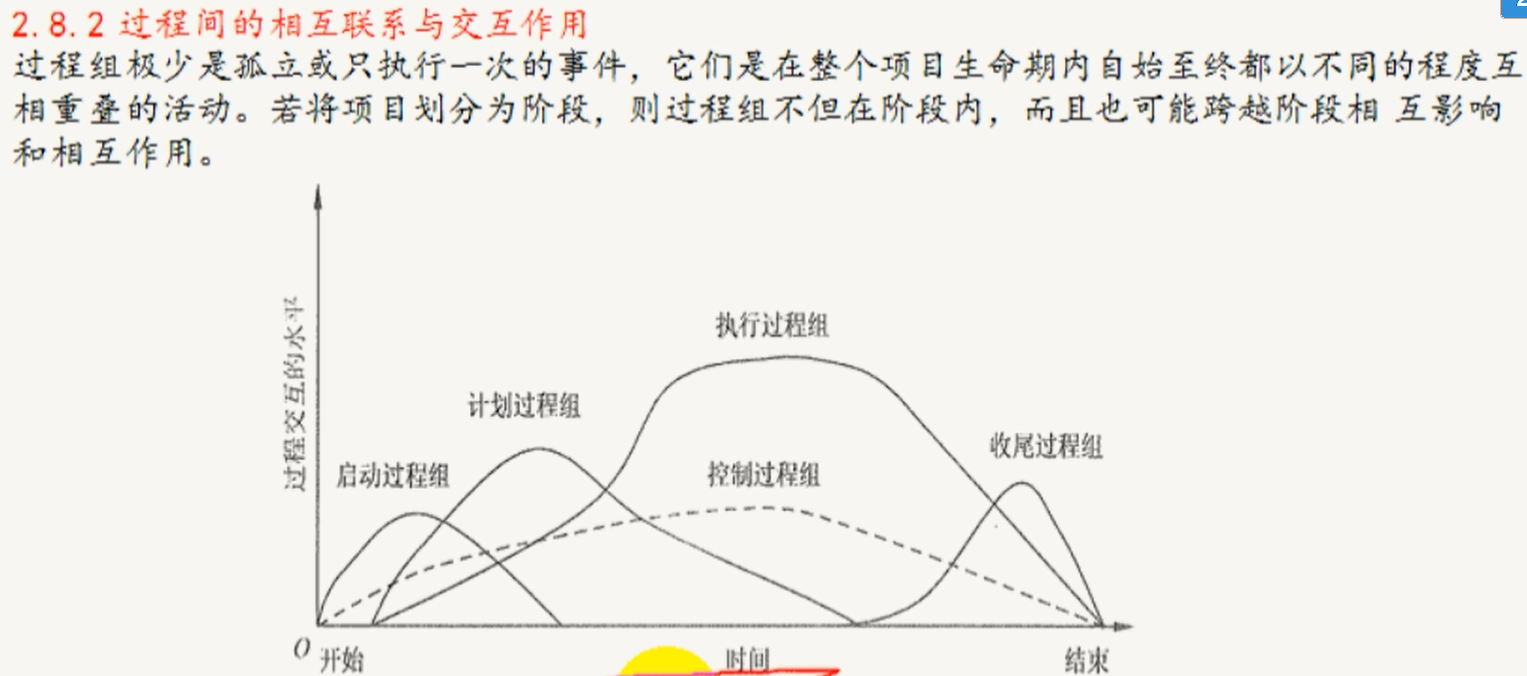 2.8.2 过程间的相互联系与交互作用
过程组极少是孤立或只执行一次的事件，它们是在整个项目生命期内自始至终都以不同的程度互
相重叠的活动。若将项目划分为阶段，则过程组不但在阶段内，而且也可能跨越阶段相 互影响
和相互作用。
执行过程组
计划过程组
收尾过程组
启动过程组
控制过程组
过程交互的水平
O 开始
时间
结束